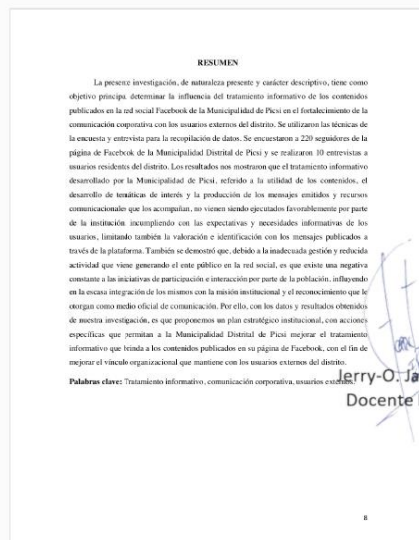 RESUMEN
La presente investigación, de naturaleza presente y carácter descriptivo, tiene como
objetivo principa. determinar la influencia del tratamiento informativo de los contenidos
publicados en la red social Facebook de la Municipalidad de Picsi en el fortalecimiento de la
comunicación corporativa con los usuarios externos del distrito. Se utilizaron las técnicas de
la encuesta y entrevista para la recopilación de datos. Se encuestaron a 220 seguidores de la
página de Facebook de la Municipalidad Distrital de Picsi y se realizaron 10 entrevistas a
usuarios residentes del distrito. Los resultados nos mostraron que el tratamiento informativo
desarrollado por la Municipalidad de Picsi, referido a la utilidad de los contenidos, el
desarrollo de temáticas de interés y la producción de los mensajes emitidos y recursos
comunicacionales que los acompañan, no vienen siendo ejecutados favorablemente por parte
de la institución, incumpliendo con las expectativas y necesidades informativas de los
usuarios, limitando también la valoración e identificación con los mensajes publicados a
través de la plataforma. También se demostró que, debido a la inadecuada gestión y reducida
actividad que viene generando el ente público en la red social, es que existe una negativa
constante a las iniciativas de participación e interacción por parte de la población, influyendo
en la escasa integración de los mismos con la misión institucional y el reconocimiento que le
otorgan como medio oficial de comunicación. Por ello, con los datos y resultados obtenidos
de nuestra investigación, es que proponemos un plan estratégico institucional, con acciones
específicas que permitan a la Municipalidad Distrital de Picsi mejorar el tratamiento
informativo que brinda a los contenidos publicados en su página de Facebook, con el fin de
mejorar el vínculo organizacional que mantiene con los usuarios externos del distrito.
Palabras clave: Tratamiento informativo, comunicación corporativa, usuarios externos.
Jerry-O. Ja
Docente
8